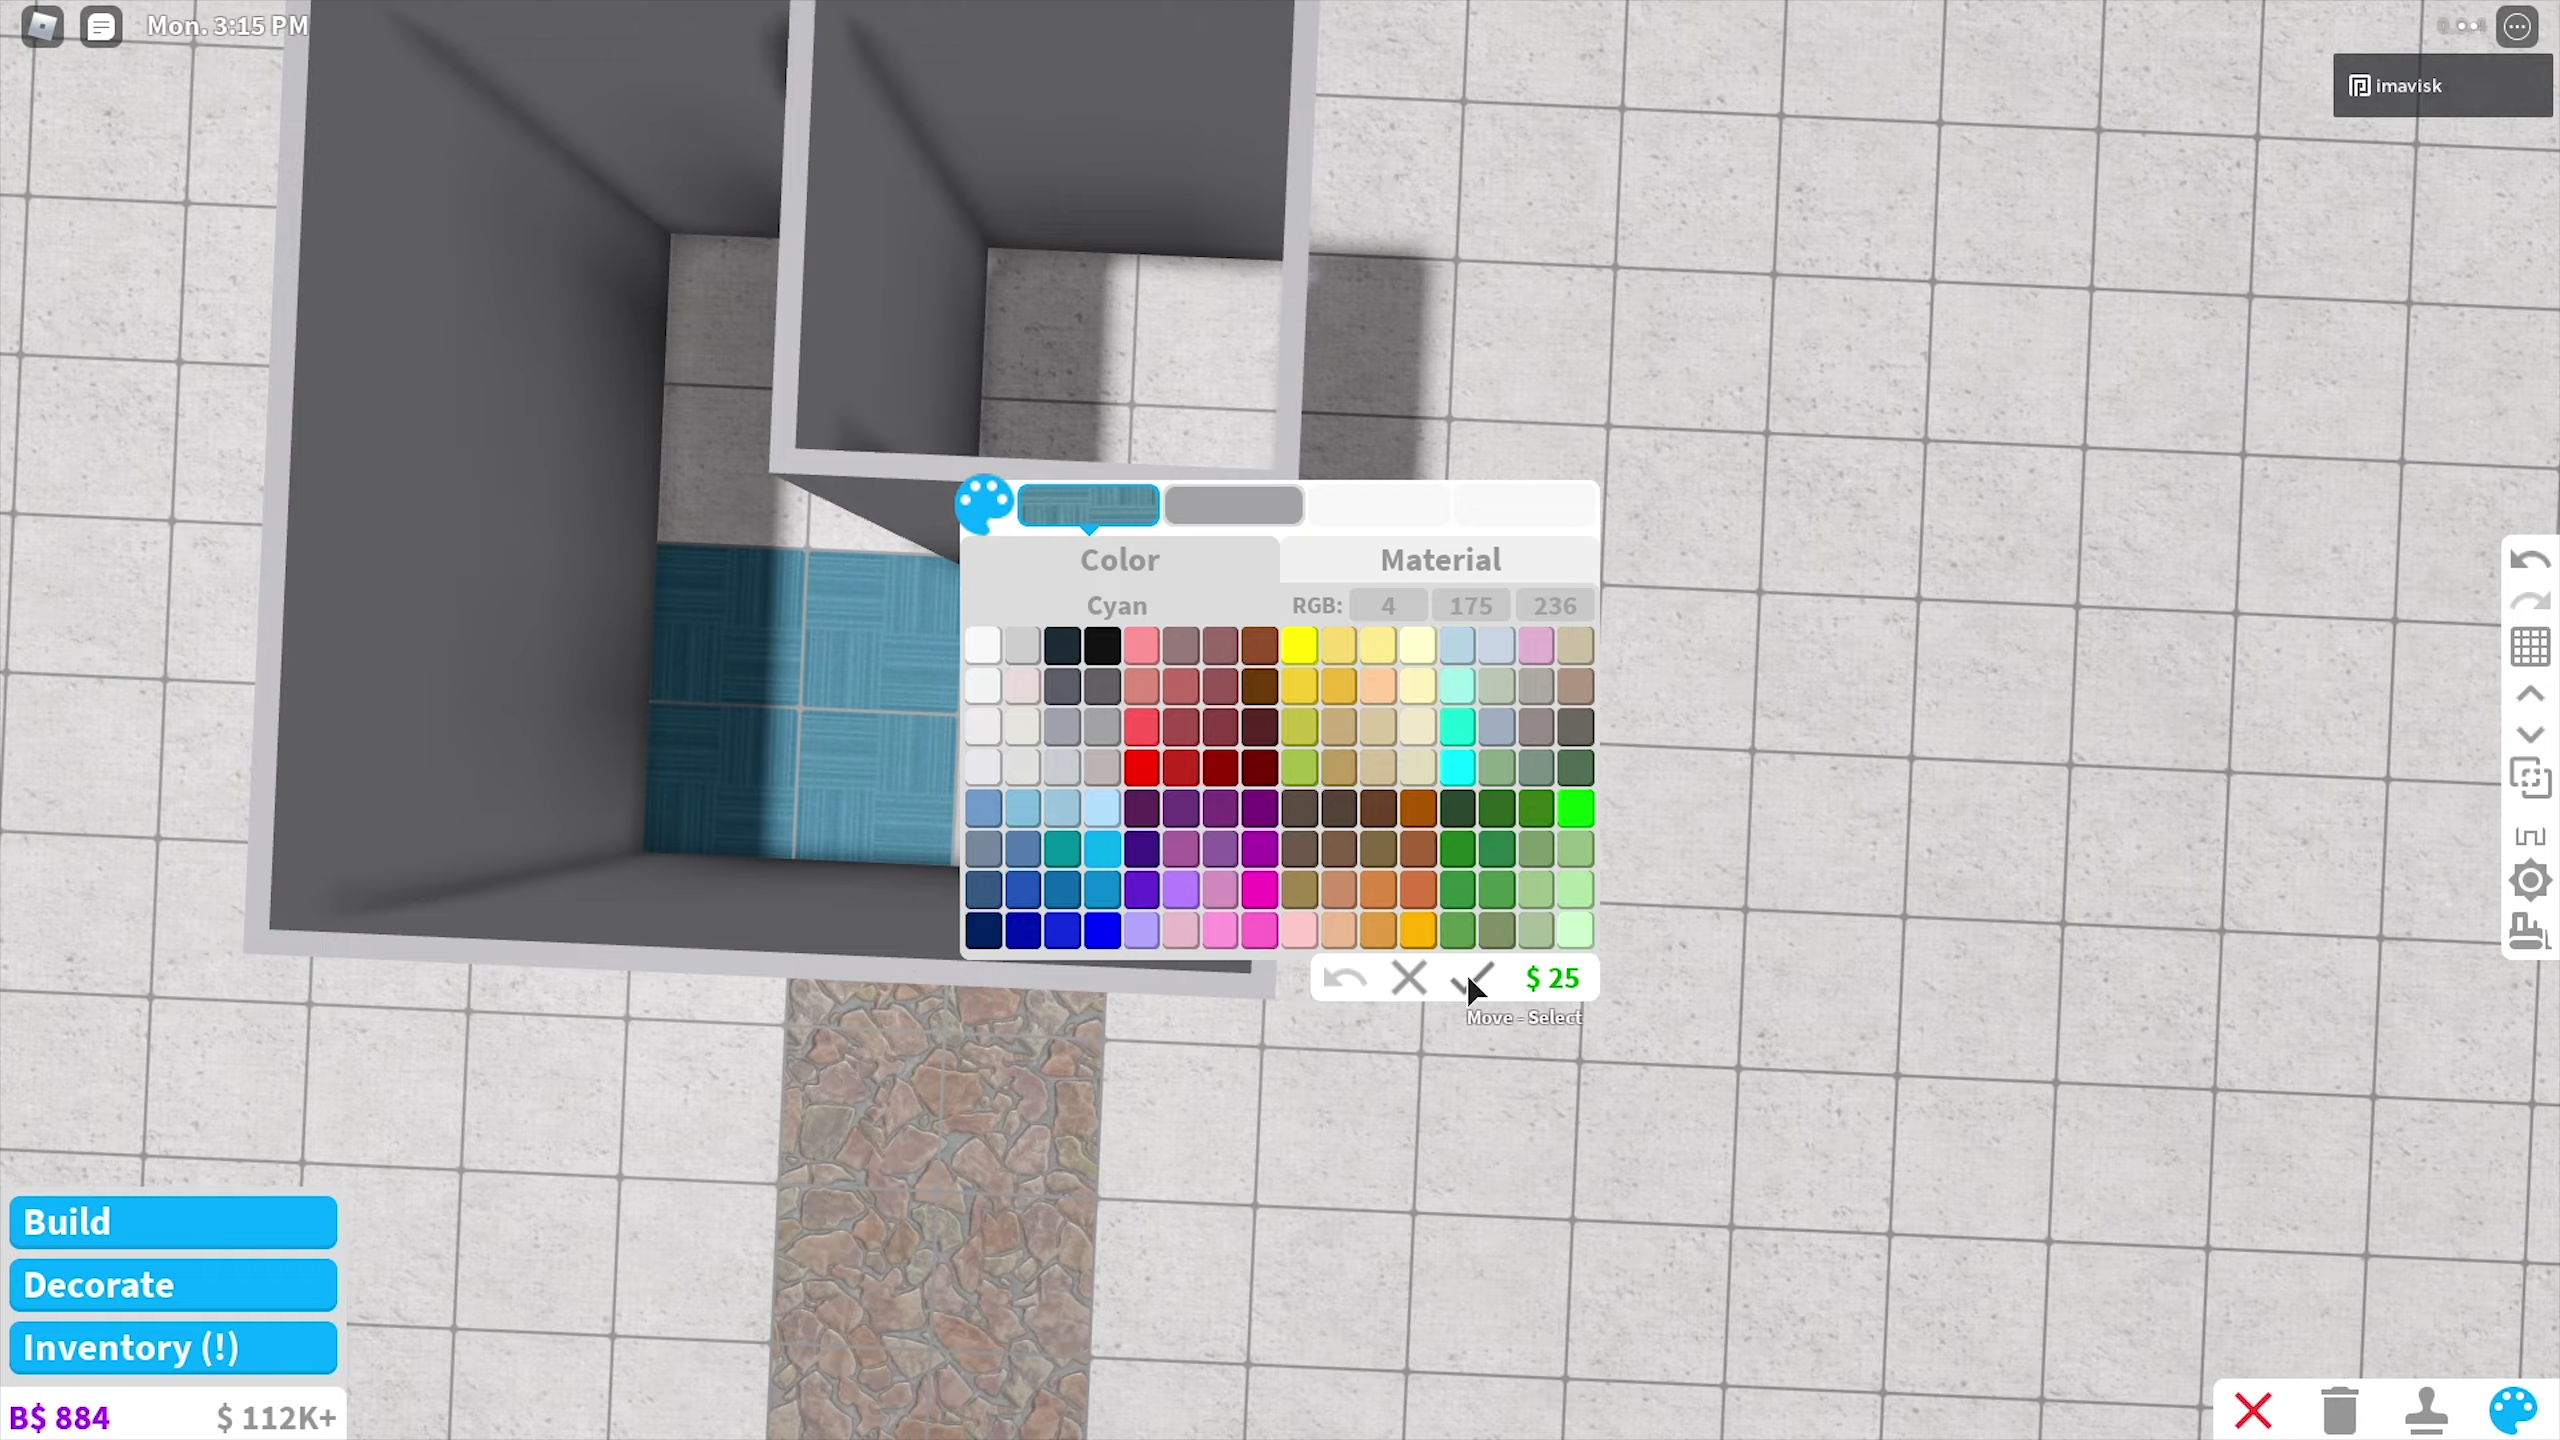 Mon. 3:15 PM
imavisk
Color
Material
Cyan
RGB: 4 175 236
$ 25
Move - Select
Build
Decorate
Inventory (!)
B$ 884
$ 112K+